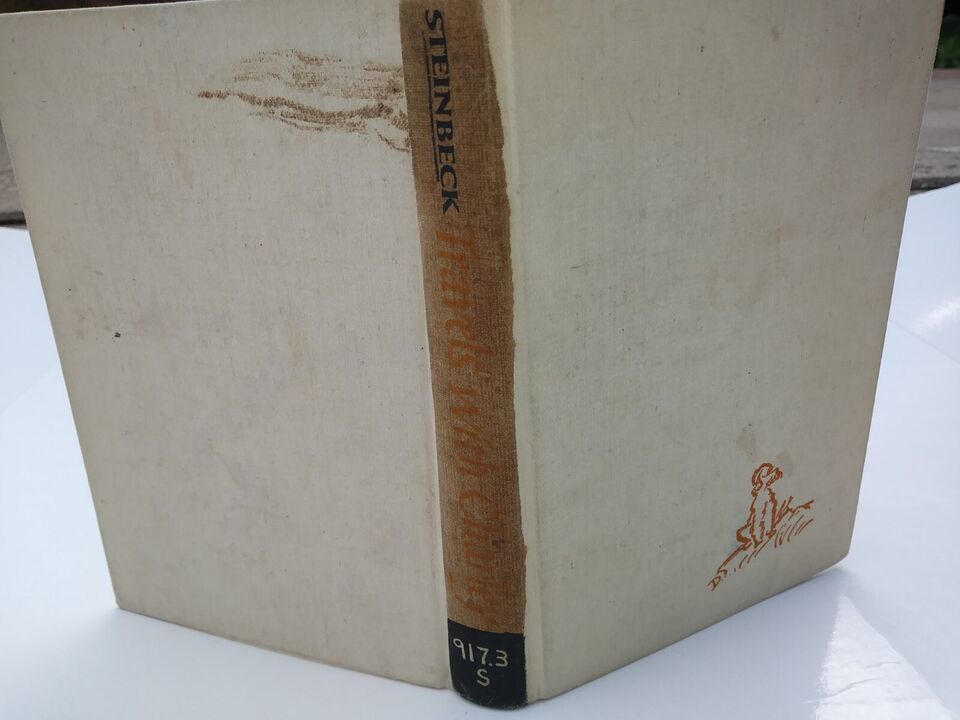 STEINBECK
Travels with Charley
917.3
S